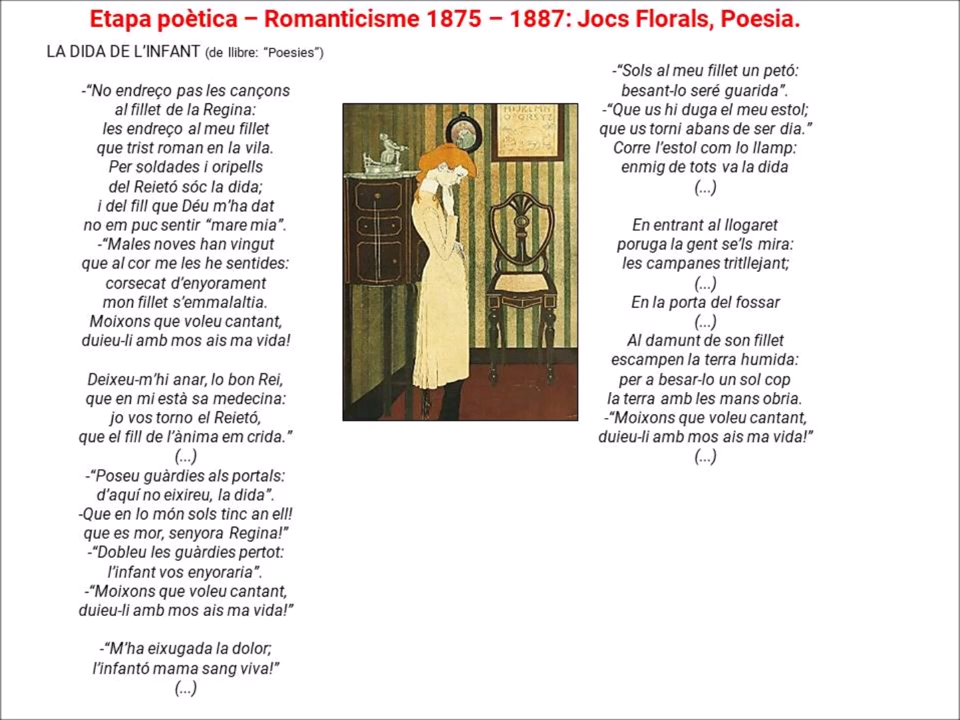 Etapa poètica – Romanticisme 1875 – 1887: Jocs Florals, Poesia.
LA DIDA DE L’INFANT (de llibre: “Poesies”)
-“No endreço pas les cançons
al fillet de la Regina:
les endreço al meu fillet
que trist roman en la vila.
Per soldades i oripells
del Reietó sóc la dida;
i del fill que Déu m’ha dat
no em puc sentir “mare mia”.
-“Males noves han vingut
que al cor me les he sentides:
corsecat d’enyorament
mon fillet s’emmalaltia.
Moixons que voleu cantant,
duieu-li amb mos ais ma vida!
Deixeu-m’hi anar, lo bon Rei,
que en mi està sa medecina:
jo vos torno el Reietó,
que el fill de l’ànima em crida.”
(...)
-“Poseu guàrdies als portals:
d’aquí no eixireu, la dida”.
-Que en lo món sols tinc an ell!
que es mor, senyora Regina!”
-“Dobleu les guàrdies pertot:
l’infant vos enyoraria”.
-“Moixons que voleu cantant,
duieu-li amb mos ais ma vida!”
-“M’ha eixugada la dolor;
l’infantó mama sang viva!”
(...)
-“Sols al meu fillet un petó:
besant-lo seré guarida”.
-“Que us hi duga el meu estol;
que us torni abans de ser dia.”
Corre l’estol com lo llamp:
enmig de tots va la dida
(...)
En entrant al llogaret
poruga la gent se’ls mira:
les campanes tritllejant;
(...)
En la porta del fossar
(...)
Al damunt de son fillet
escampen la terra humida:
per a besar-lo un sol cop
la terra amb les mans obria.
-“Moixons que voleu cantant,
duieu-li amb mos ais ma vida!”
(...)